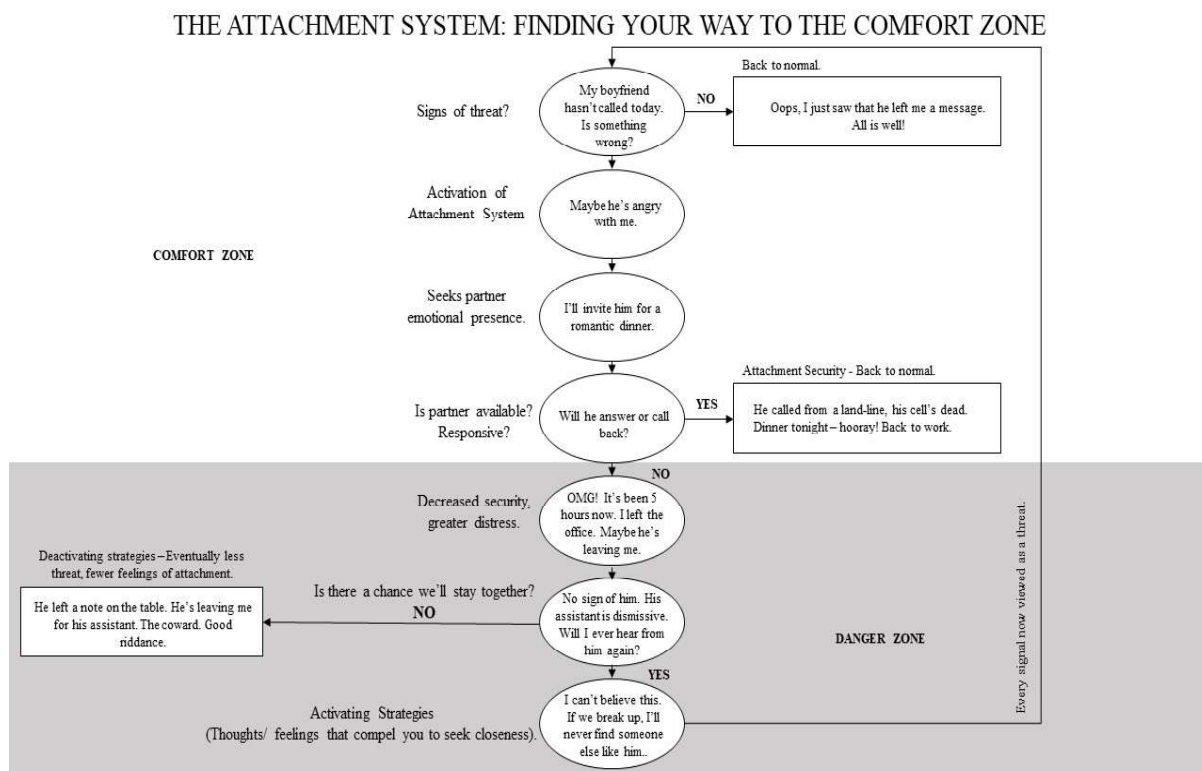 THE ATTACHMENT SYSTEM: FINDING YOUR WAY TO THE COMFORT ZONE
Signs of threat?
My boyfriend
hasn't called today.
Is something
wrong?
NO
Back to normal.
Oops, I just saw that he left me a message.
All is well!
Activation of
Attachment System
Maybe he's angry
with me.
COMFORT ZONE
Seeks partner
emotional presence.
I'll invite him for a
romantic dinner.
Is partner available?
Responsive?
Will he answer or call
back?
YES
Attachment Security - Back to normal.
He called from a land-line, his cell's dead.
Dinner tonight – hooray! Back to work.
NO
Decreased security,
greater distress.
OMG! It's been 5
hours now. I left the
office. Maybe he's
leaving me.
Deactivating strategies – Eventually less
threat, fewer feelings of attachment.
He left a note on the table. He's leaving me
for his assistant. The coward. Good
riddance.
Is there a chance we'll stay together?
NO
No sign of him. His
assistant is dismissive.
Will I ever hear from
him again?
DANGER ZONE
YES
Activating Strategies
(Thoughts/ feelings that compel you to seek closeness).
I can't believe this.
If we break up, I'll
never find someone
else like him..
Every signal now viewed as a threat.